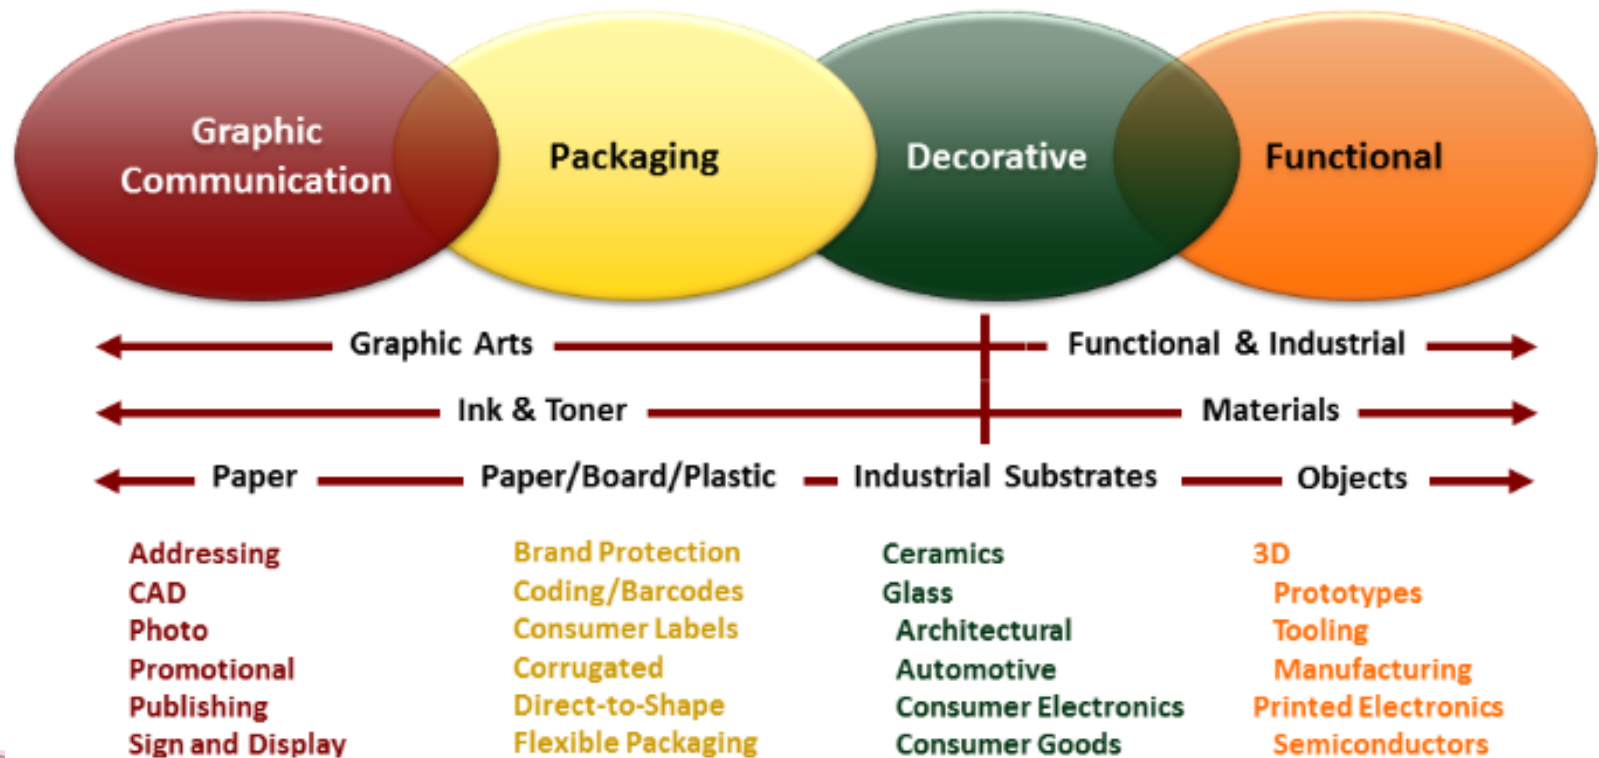 Graphic
Communication
Packaging
Decorative
Functional
Graphic Arts
Functional & Industrial
Ink & Toner
Materials
Paper
Paper/Board/Plastic
Industrial Substrates
Objects
Addressing
CAD
Photo
Promotional
Publishing
Sign and Display
Brand Protection
Coding/Barcodes
Consumer Labels
Corrugated
Direct-to-Shape
Flexible Packaging
Ceramics
Glass
Architectural
Automotive
Consumer Electronics
Consumer Goods
3D
Prototypes
Tooling
Manufacturing
Printed Electronics
Semiconductors